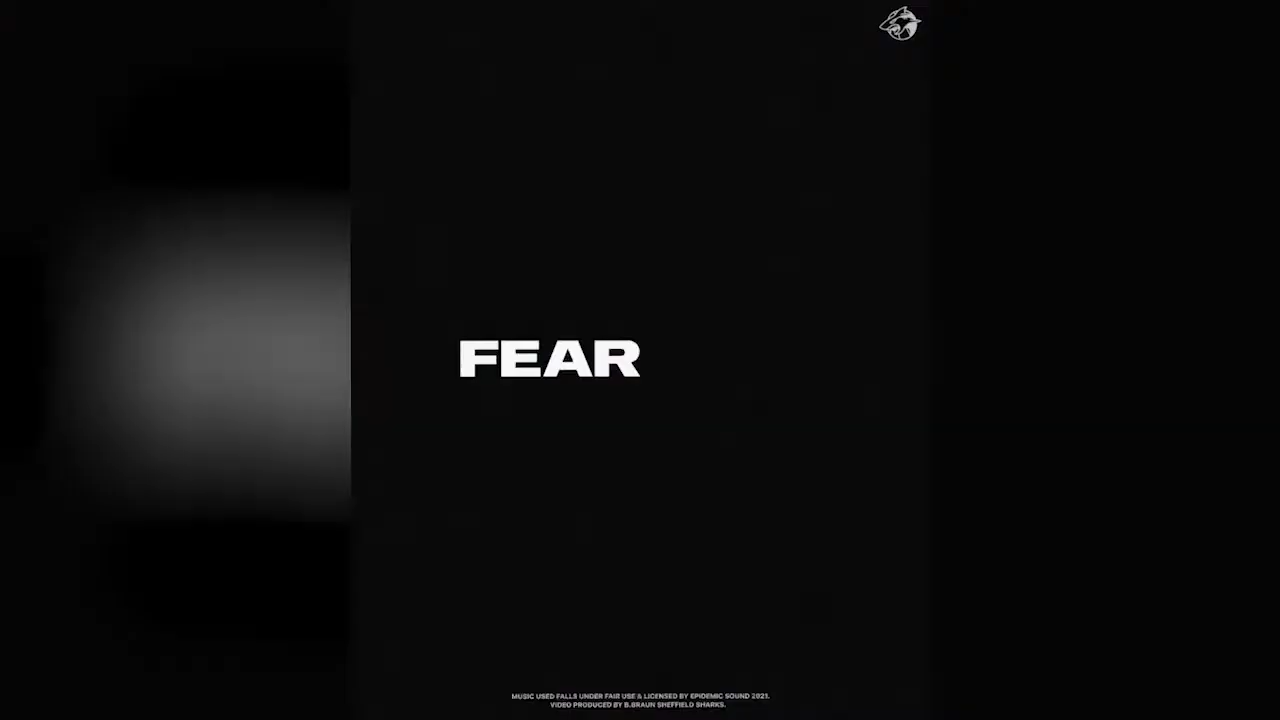 FEAR
MUSIC USED FALLS UNDER FAIR USE & LICENSED BY EPIDEMIC SOUND 2021.
VIDEO PRODUCED BY B.BRAUN SHEFFIELD SHARKS.